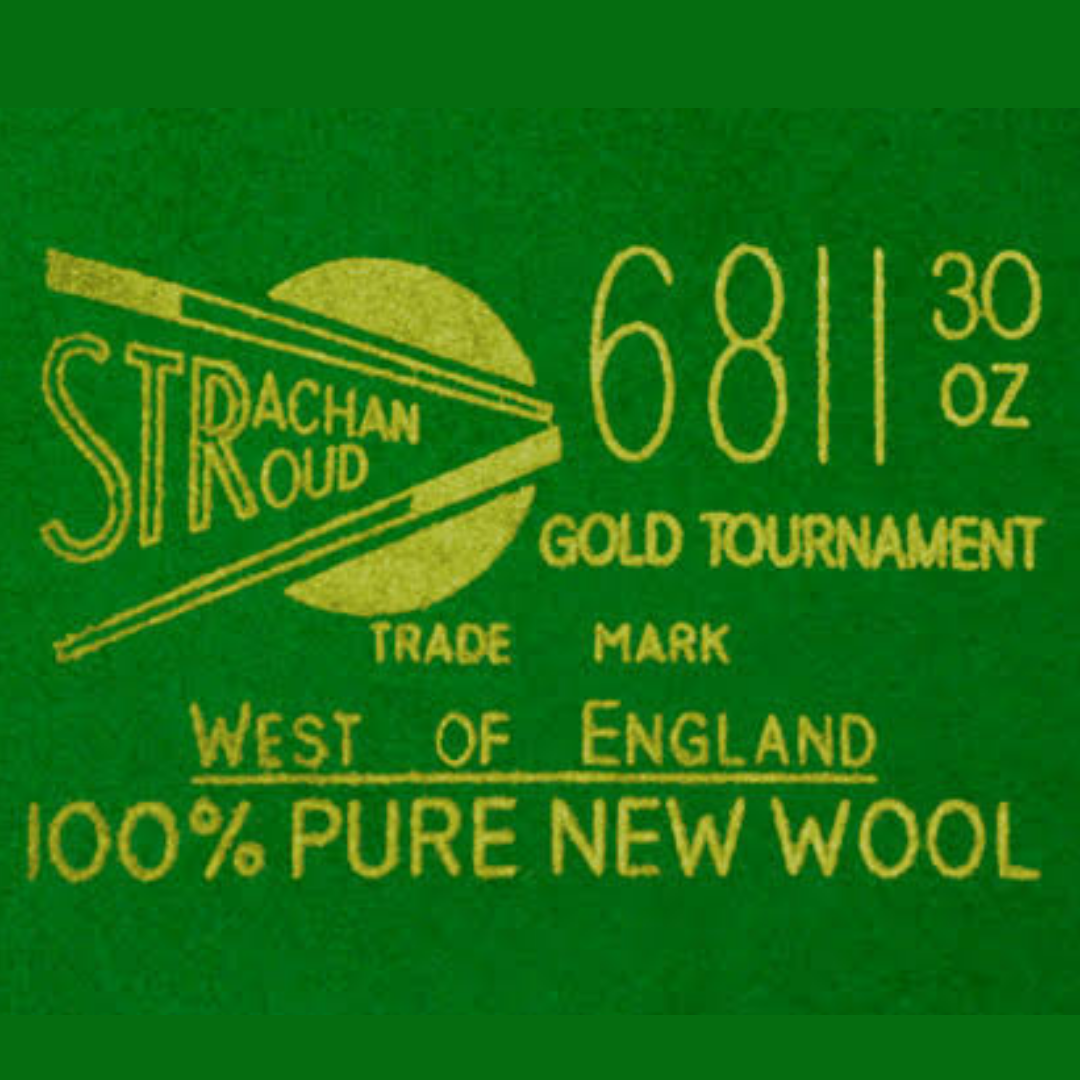 STRACHAN
STROUD
6811 30 OZ
GOLD TOURNAMENT
TRADE MARK
WEST OF ENGLAND
100% PURE NEW WOOL